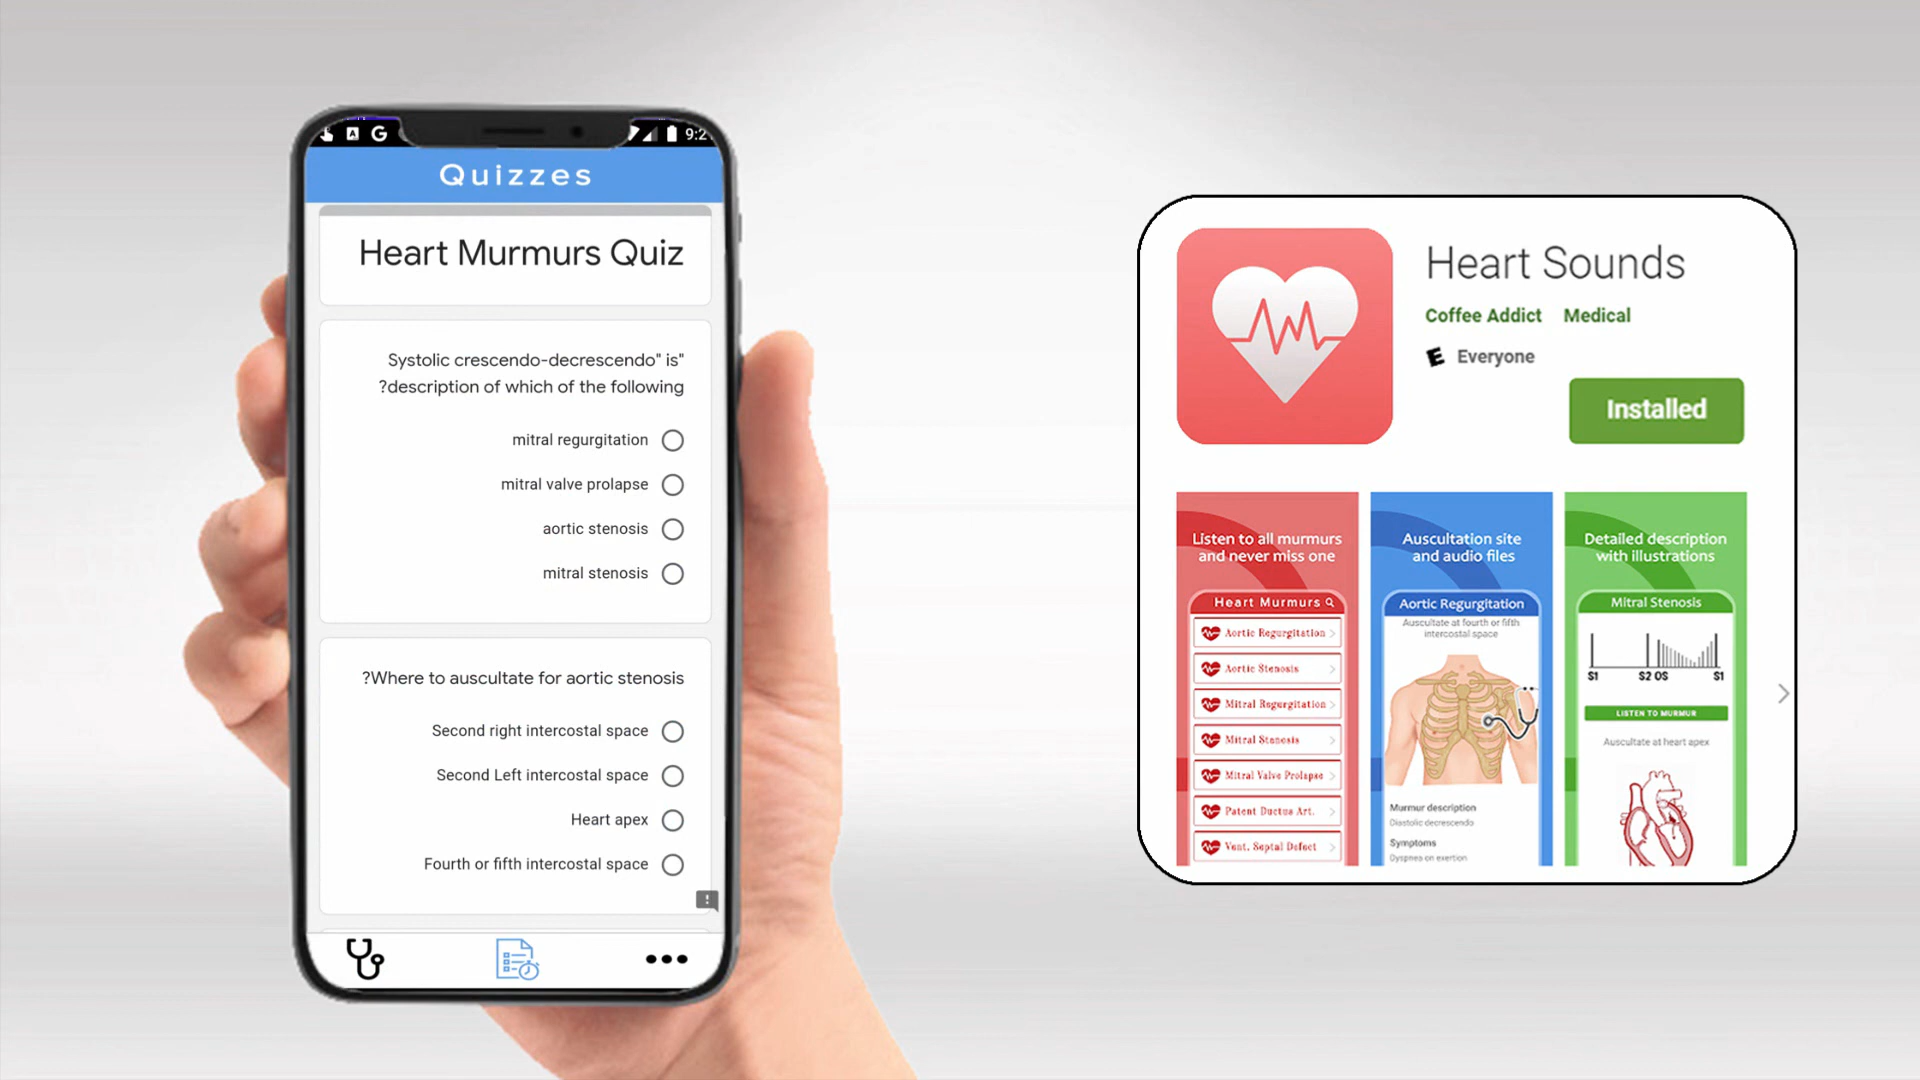 9:2
Quizzes
Heart Murmurs Quiz
Systolic crescendo-decrescendo" is"
?description of which of the following
mitral regurgitation
mitral valve prolapse
aortic stenosis
mitral stenosis
?Where to auscultate for aortic stenosis
Second right intercostal space
Second Left intercostal space
Heart apex
Fourth or fifth intercostal space
Heart Sounds
Coffee Addict Medical
E Everyone
Installed
Listen to all murmurs
and never miss one
Heart Murmurs
Aortic Regurgitation
Aortic Stenosis
Mitral Regurgitation
Mitral Stenosis
Mitral Valve Prolapse
Patent Ductus Art.
Vent. Septal Defect
Auscultation site
and audio files
Aortic Regurgitation
Auscultate at fourth or fifth
intercostal space
Murmur description
Diastolic decrescendo
Symptoms
Dyspnea on exertion
Detailed description
with illustrations
Mitral Stenosis
S1 S2 OS S1
LISTEN TO MURMUR
Auscultate at heart apex